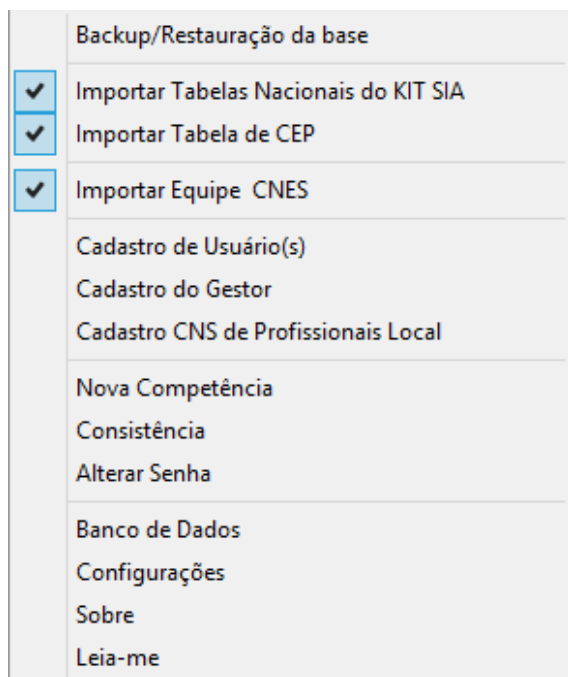 Backup/Restauração da base
Importar Tabelas Nacionais do KIT SIA
Importar Tabela de CEP
Importar Equipe  CNES
Cadastro de Usuário(s)
Cadastro do Gestor
Cadastro CNS de Profissionais Local
Nova Competência
Consistência
Alterar Senha
Banco de Dados
Configurações
Sobre
Leia-me